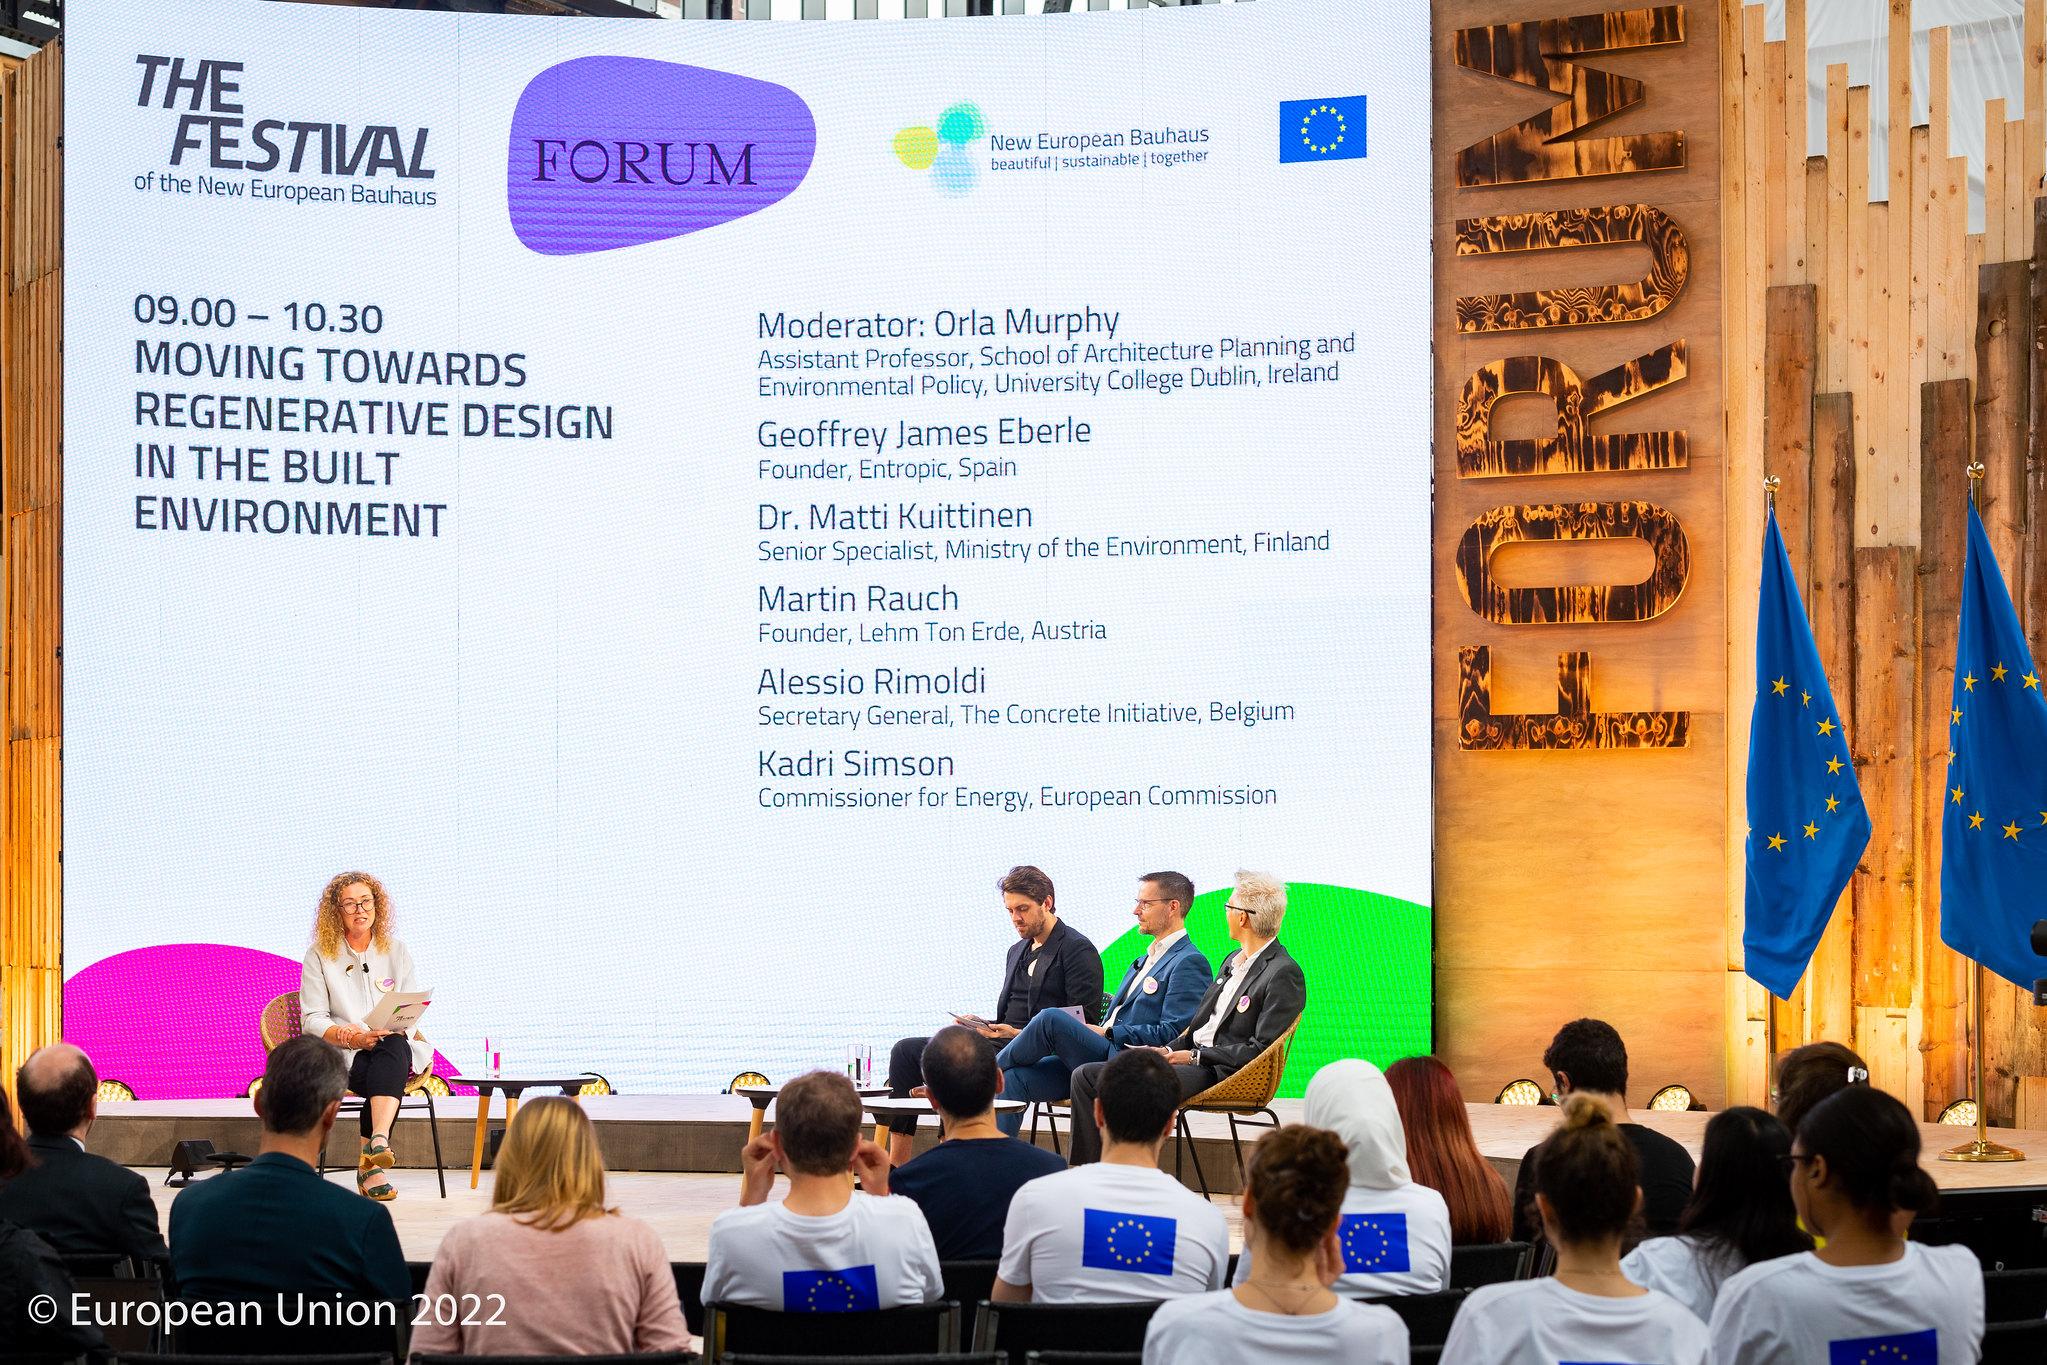 THE
FESTIVAL
of the New European Bauhaus
FORUM
New European Bauhaus
beautiful | sustainable | together
09.00 – 10.30
MOVING TOWARDS
REGENERATIVE DESIGN
IN THE BUILT
ENVIRONMENT
Moderator: Orla Murphy
Assistant Professor, School of Architecture Planning and
Environmental Policy, University College Dublin, Ireland
Geoffrey James Eberle
Founder, Entropic, Spain
Dr. Matti Kuittinen
Senior Specialist, Ministry of the Environment, Finland
Martin Rauch
Founder, Lehm Ton Erde, Austria
Alessio Rimoldi
Secretary General, The Concrete Initiative, Belgium
Kadri Simson
Commissioner for Energy, European Commission
FORUM
© European Union 2022